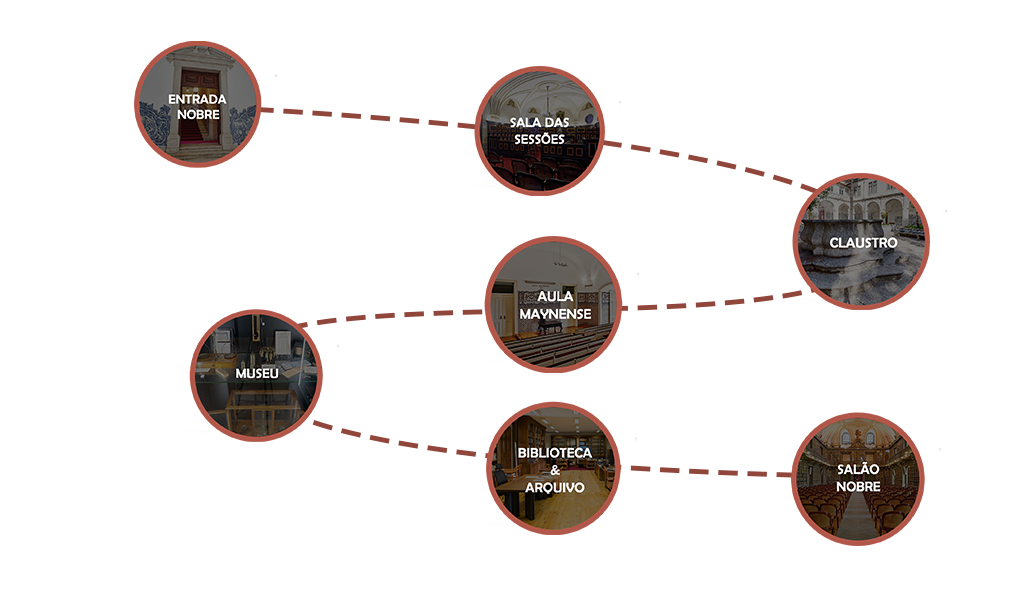 ENTRADA
NOBRE
SALA DAS
SESSÕES
CLAUSTRO
AULA
MAYNENSE
MUSEU
BIBLIOTECA
&
ARQUIVO
SALÃO
NOBRE